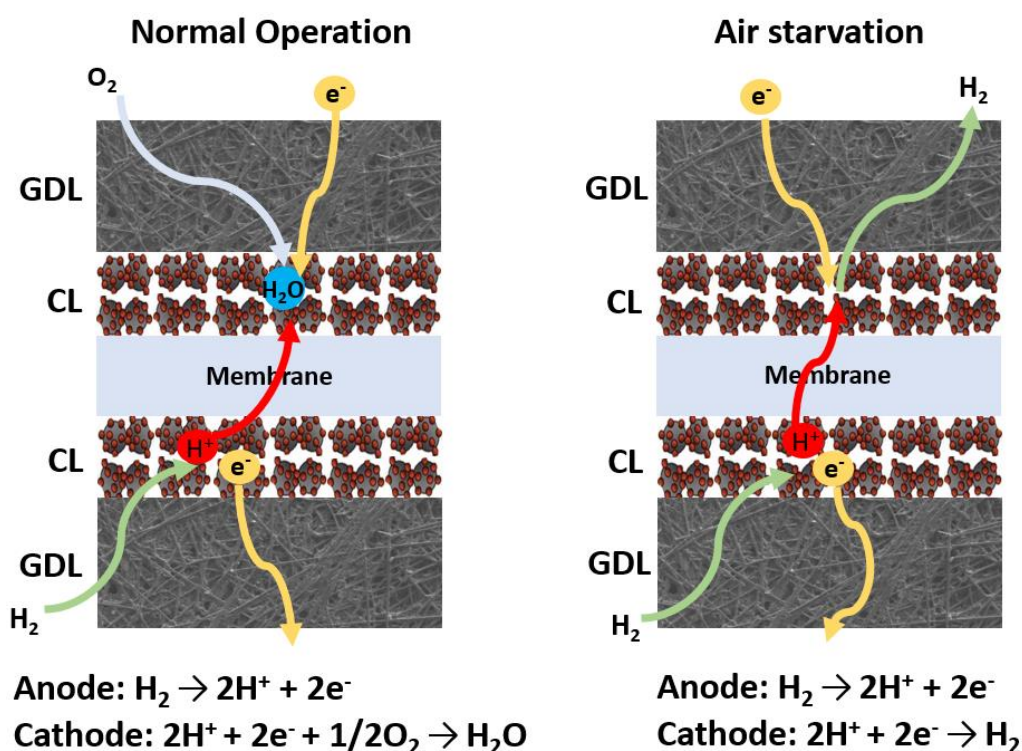 Normal Operation
O₂
e⁻
GDL
CL
H₂O
Membrane
CL
H⁺
e⁻
GDL
H₂
Anode: H₂ → 2H⁺ + 2e⁻
Cathode: 2H⁺ + 2e⁻ + 1/2O₂ → H₂O
Air starvation
e⁻
H₂
GDL
CL
Membrane
CL
H⁺
e⁻
GDL
H₂
Anode: H₂ → 2H⁺ + 2e⁻
Cathode: 2H⁺ + 2e⁻ → H₂